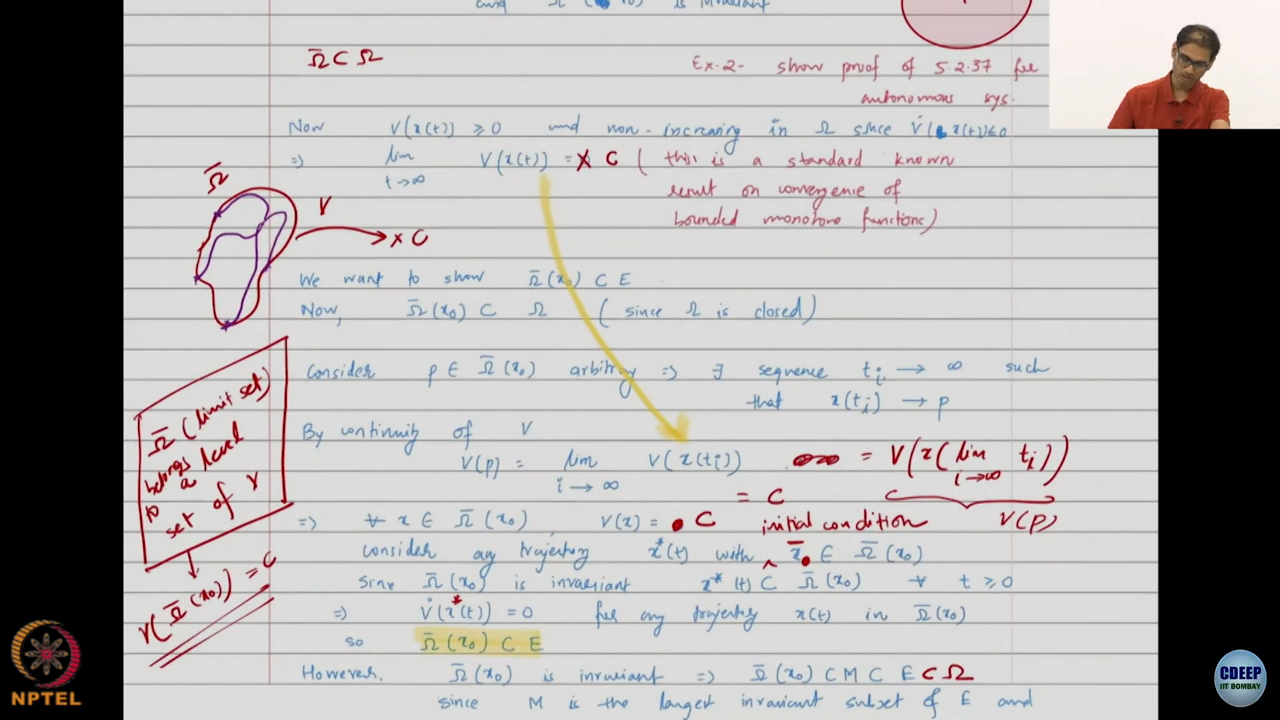 and Ω̄ (x₀) is invariant
Ω̄ ⊂ Ω
Ex. 2 - show proof of 5.2.37 for
autonomous sys.
Now V(x(t)) ⩾ 0 and non-increasing in Ω since V̇(x(t)) ≤ 0
⇒ lim t→∞ V(x(t)) = C ( this is a standard known
result on convergence of
bounded monotone functions)
Ω̄
V
× C
We want to show Ω̄(x₀) ⊂ E
Now, Ω̄(x₀) ⊂ Ω ( since Ω is closed)
Consider p ∈ Ω̄(x₀) arbitrary ⇒ ∃ sequence tᵢ → ∞ such
that x(tᵢ) → p
By continuity of V
V(p) = lim i→∞ V(x(tᵢ)) = V(x(lim i→∞ tᵢ))
= C V(p)
⇒ ∀ x ∈ Ω̄(x₀), V(x) = C initial condition
consider any trajectory x*(t) with ^ x̄₀ ∈ Ω̄(x₀)
Since Ω̄(x₀) is invariant x*(t) ⊂ Ω̄(x₀) ∀ t ⩾ 0
⇒ V̇(x*(t)) = 0 for any trajectory x(t) in Ω̄(x₀)
so Ω̄(x₀) ⊂ E
However, Ω̄(x₀) is invariant ⇒ Ω̄(x₀) ⊂ M ⊂ E ⊂ Ω
since M is the largest invariant subset of E and
Ω̄ (limit set)
belongs a level
to
set of V
V(Ω̄(x₀)) = C
NPTEL
CDEEP
IIT BOMBAY